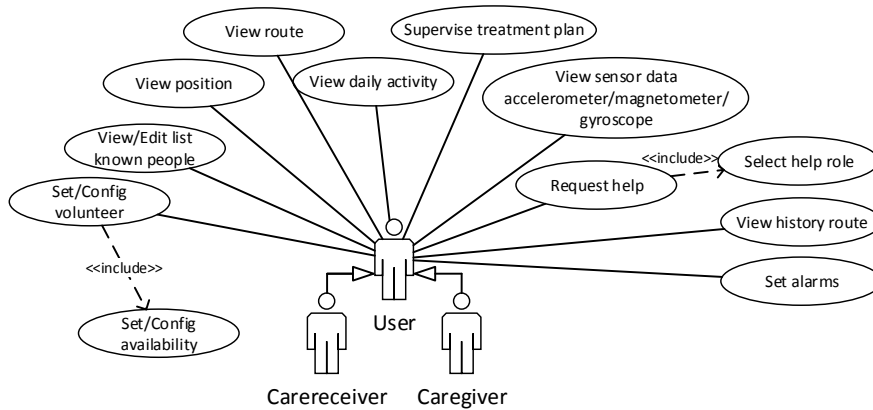 View route
Supervise treatment plan
View position
View daily activity
View sensor data
accelerometer/magnetometer/
gyroscope
View/Edit list
known people
<<include>>
Select help role
Request help
Set/Config
volunteer
View history route
<<include>>
Set alarms
Set/Config
availability
User
Carereceiver
Caregiver